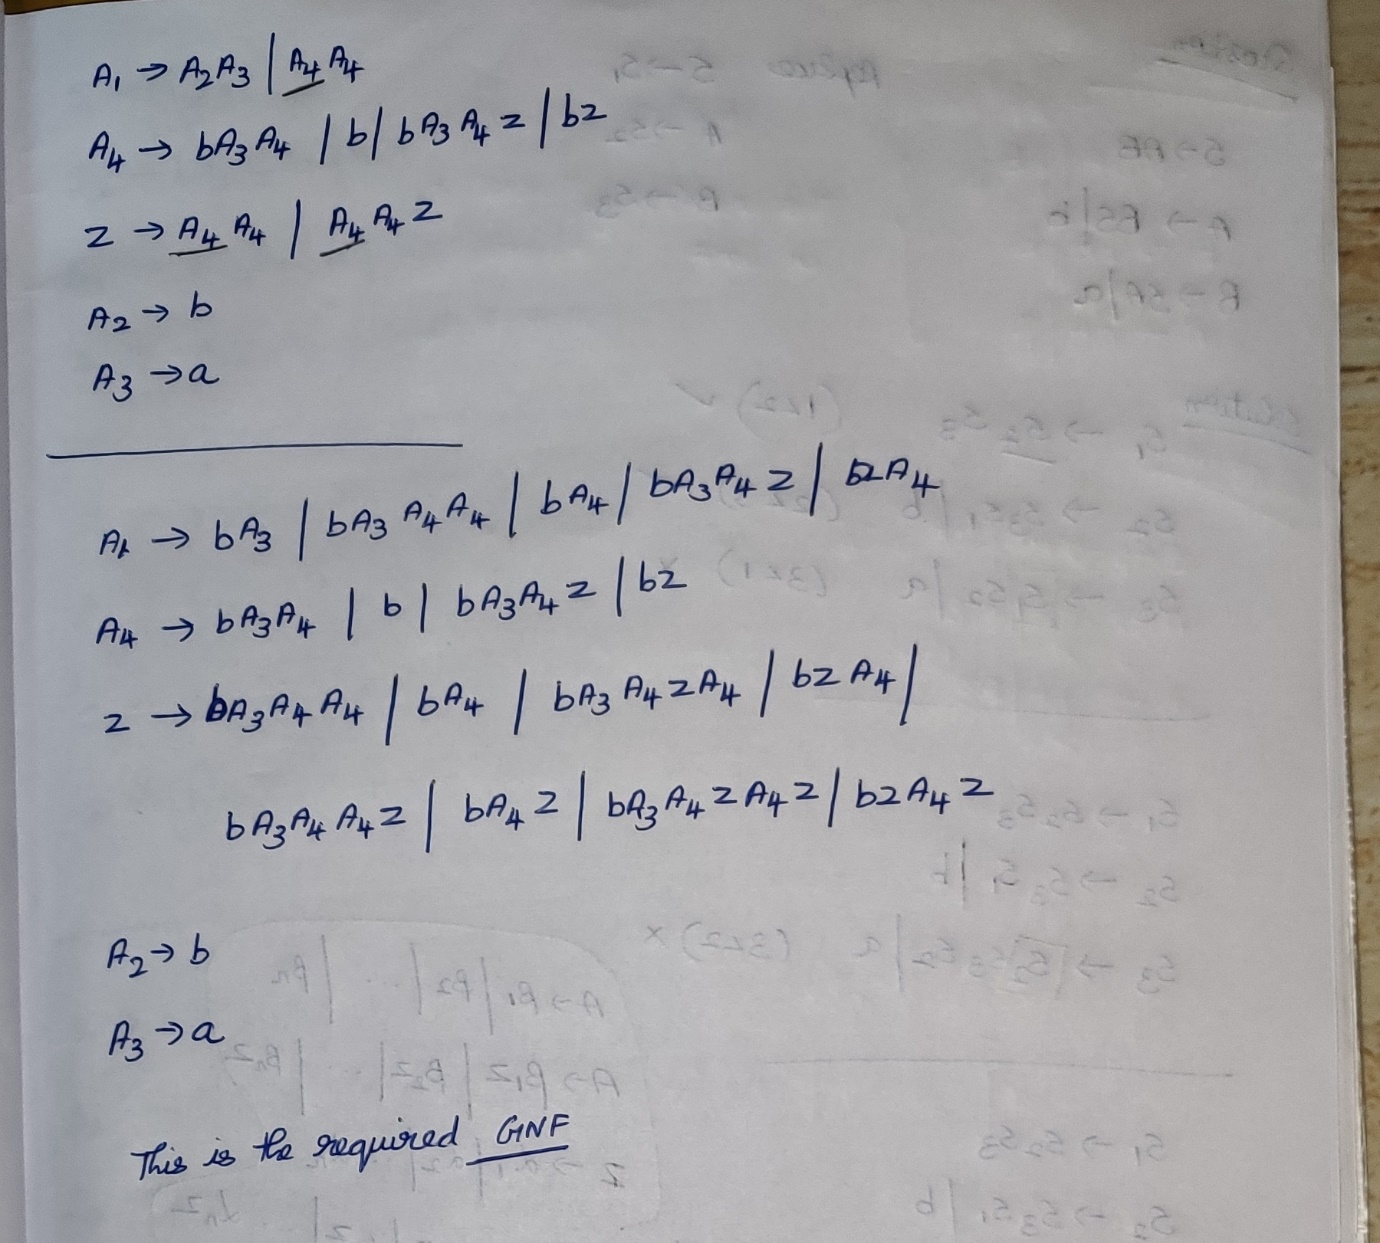 A₁ → A₂A₃ | A₄A₄
A₄ → bA₃A₄ | b | bA₃A₄Z | bZ
Z → A₄A₄ | A₄A₄Z
A₂ → b
A₃ → a
A₁ → bA₃ | bA₃A₄A₄ | bA₄ | bA₃A₄Z | bZA₄
A₄ → bA₃A₄ | b | bA₃A₄Z | bZ
Z → bA₃A₄A₄ | bA₄ | bA₃A₄ZA₄ | bZA₄ |
bA₃A₄A₄Z | bA₄Z | bA₃A₄ZA₄Z | bZA₄Z
A₂ → b
A₃ → a
This is the required GNF